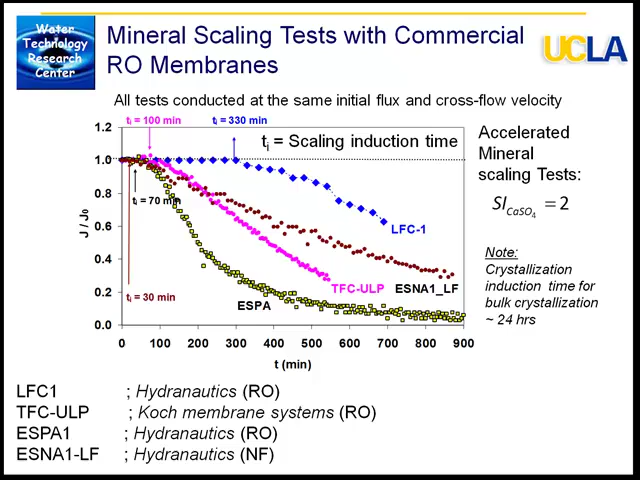 Water
Technology
Research
Center
Mineral Scaling Tests with Commercial
RO Membranes
UCLA
All tests conducted at the same initial flux and cross-flow velocity
ti = 100 min
ti = 330 min
ti = Scaling induction time
ti = 70 min
ti = 30 min
LFC-1
TFC-ULP
ESNA1_LF
ESPA
J / J0
1.2
1.0
0.8
0.6
0.4
0.2
0.0
0 100 200 300 400 500 600 700 800 900
t (min)
Accelerated
Mineral
scaling Tests:
SICaSO4 = 2
Note:
Crystallization
induction time for
bulk crystallization
~ 24 hrs
LFC1 ; Hydranautics (RO)
TFC-ULP ; Koch membrane systems (RO)
ESPA1 ; Hydranautics (RO)
ESNA1-LF ; Hydranautics (NF)